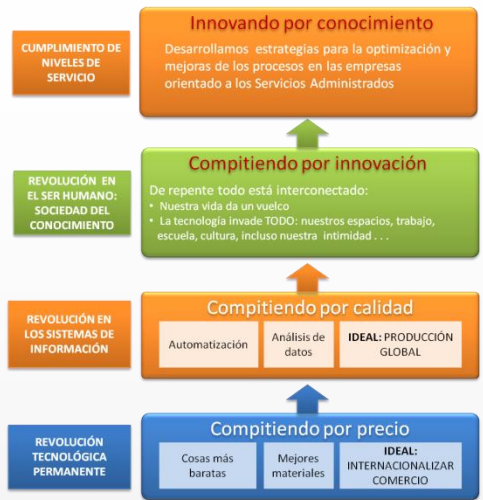 Innovando por conocimiento
CUMPLIMIENTO DE
NIVELES DE
SERVICIO
Desarrollamos estrategias para la optimización y
mejoras de los procesos en las empresas
orientado a los Servicios Administrados
Compitiendo por innovación
REVOLUCIÓN EN
EL SER HUMANO:
SOCIEDAD DEL
CONOCIMIENTO
De repente todo está interconectado:
• Nuestra vida da un vuelco
• La tecnología invade TODO: nuestros espacios, trabajo,
escuela, cultura, incluso nuestra intimidad . . .
Compitiendo por calidad
REVOLUCIÓN EN
LOS SISTEMAS DE
INFORMACIÓN
Automatización
Análisis de
datos
IDEAL: PRODUCCIÓN
GLOBAL
Compitiendo por precio
REVOLUCIÓN
TECNOLÓGICA
PERMANENTE
Cosas más
baratas
Mejores
materiales
IDEAL:
INTERNACIONALIZAR
COMERCIO